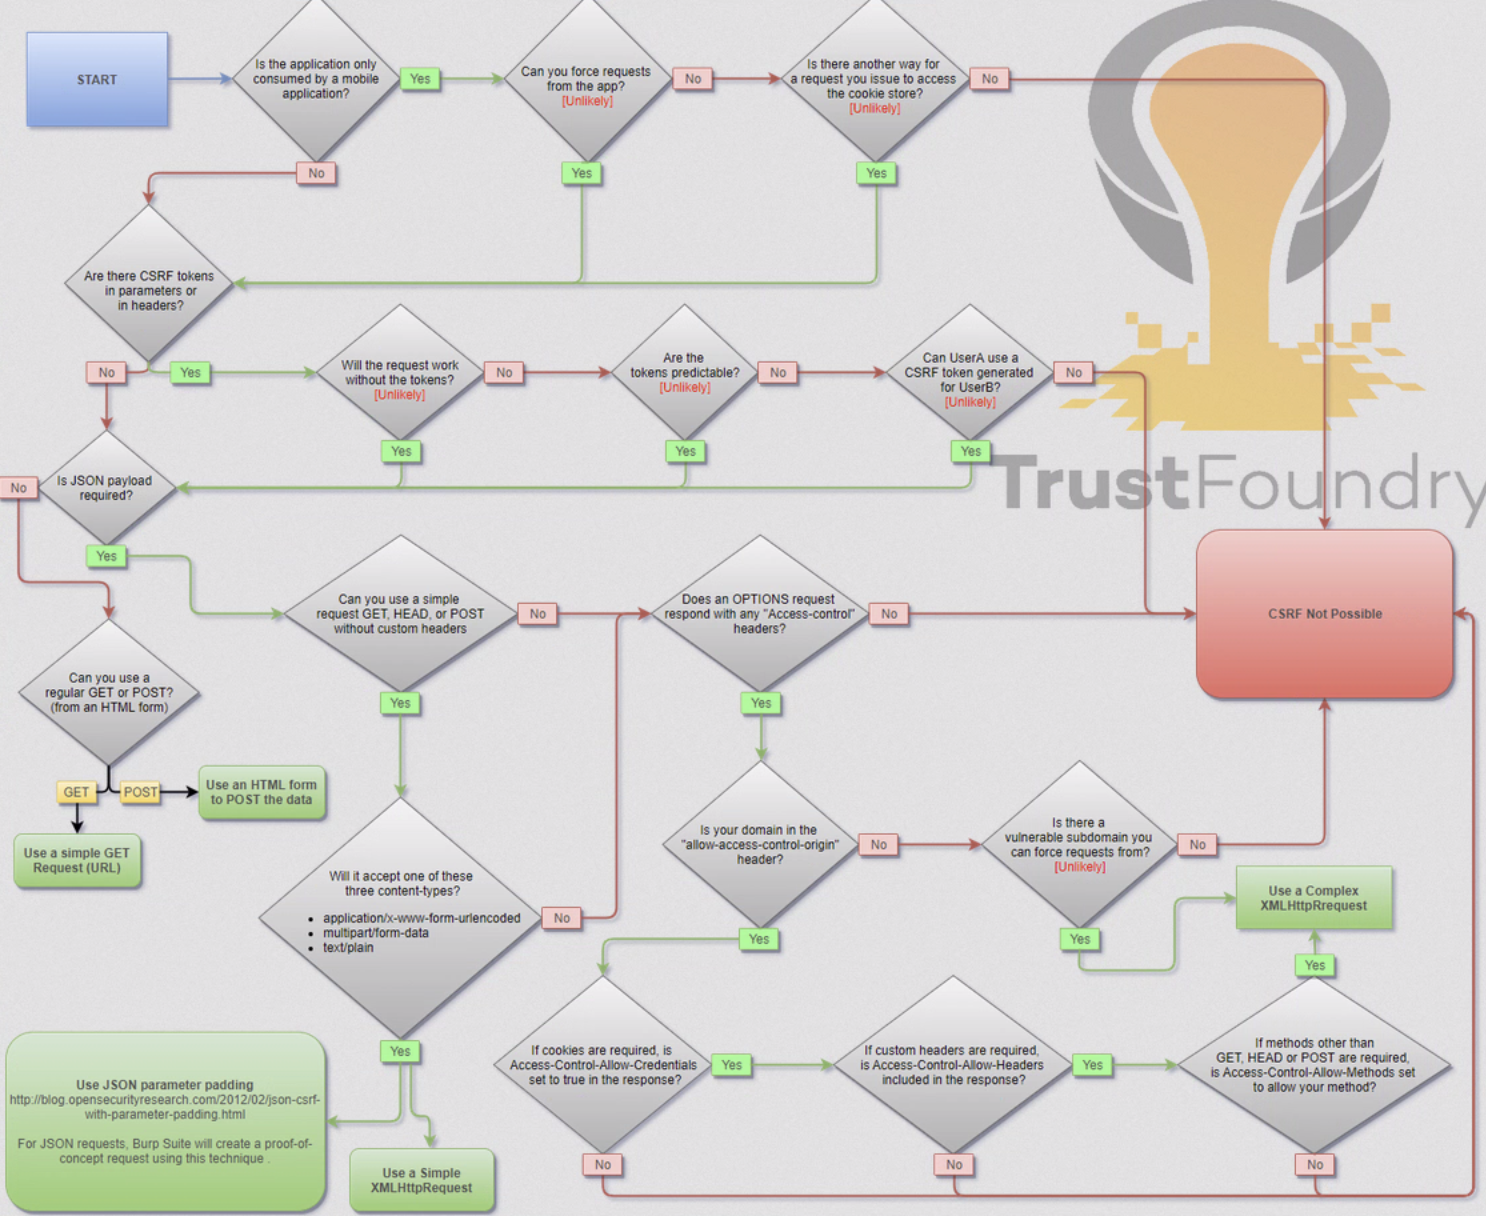 START
Is the application only
consumed by a mobile
application?
Yes
Can you force requests
from the app?
[Unlikely]
No
Is there another way for
a request you issue to access
the cookie store?
[Unlikely]
No
No
Yes
Yes
Are there CSRF tokens
in parameters or
in headers?
No
Yes
Will the request work
without the tokens?
[Unlikely]
No
Are the
tokens predictable?
[Unlikely]
No
Can UserA use a
CSRF token generated
for UserB?
[Unlikely]
No
Yes
Yes
Yes
TrustFoundry
No
Is JSON payload
required?
Yes
Can you use a simple
request GET, HEAD, or POST
without custom headers
No
Does an OPTIONS request
respond with any "Access-control"
headers?
No
CSRF Not Possible
Can you use a
regular GET or POST?
(from an HTML form)
Yes
Yes
GET
POST
Use an HTML form
to POST the data
Use a simple GET
Request (URL)
Is your domain in the
"allow-access-control-origin"
header?
No
Is there a
vulnerable subdomain you
can force requests from?
[Unlikely]
No
Will it accept one of these
three content-types?
• application/x-www-form-urlencoded
• multipart/form-data
• text/plain
No
Use a Complex
XMLHttpRrequest
Yes
Yes
Yes
If cookies are required, is
Access-Control-Allow-Credentials
set to true in the response?
Yes
If custom headers are required,
is Access-Control-Allow-Headers
included in the response?
Yes
If methods other than
GET, HEAD or POST are required,
is Access-Control-Allow-Methods set
to allow your method?
Yes
Use JSON parameter padding
http://blog.opensecurityresearch.com/2012/02/json-csrf-
with-parameter-padding.html
For JSON requests, Burp Suite will create a proof-of-
concept request using this technique .
Use a Simple
XMLHttpRequest
No
No
No